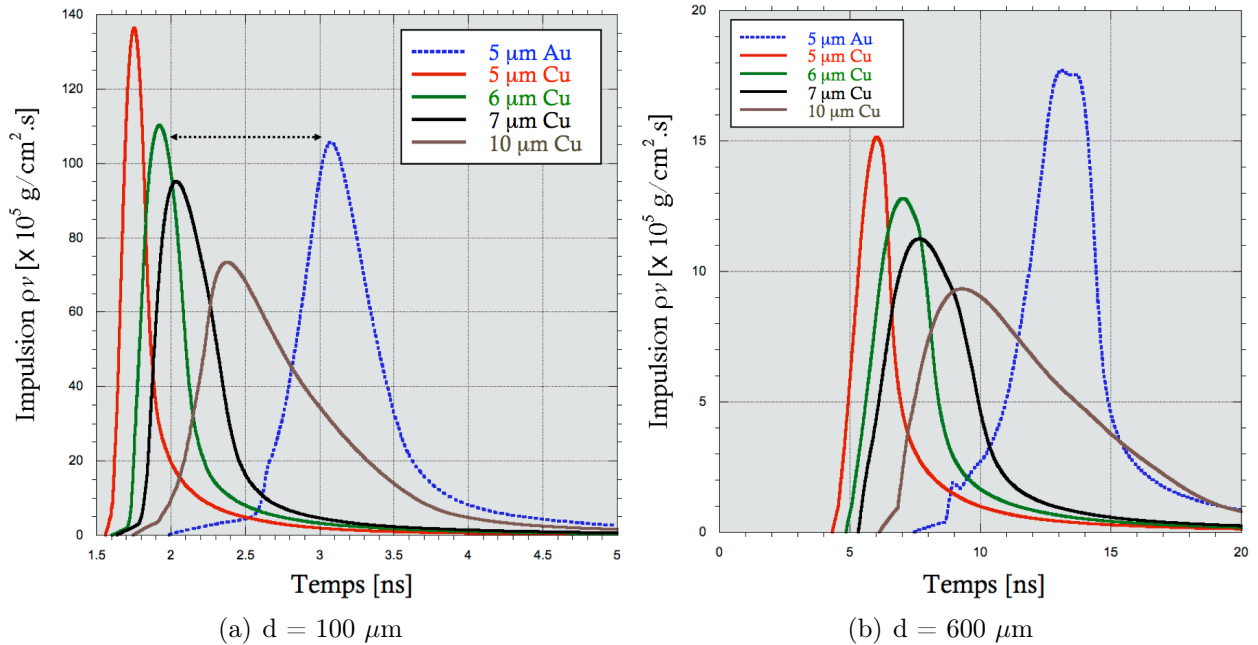 140
120
100
80
60
40
20
0
Impulsion ρν [x 10⁵ g/cm².s]
5 µm Au
5 µm Cu
6 µm Cu
7 µm Cu
10 µm Cu
1.5 2 2.5 3 3.5 4 4.5 5
Temps [ns]
(a) d = 100 µm
20
15
10
5
0
Impulsion ρν [x 10⁵ g/cm².s]
5 µm Au
5 µm Cu
6 µm Cu
7 µm Cu
10 µm Cu
0 5 10 15 20
Temps [ns]
(b) d = 600 µm